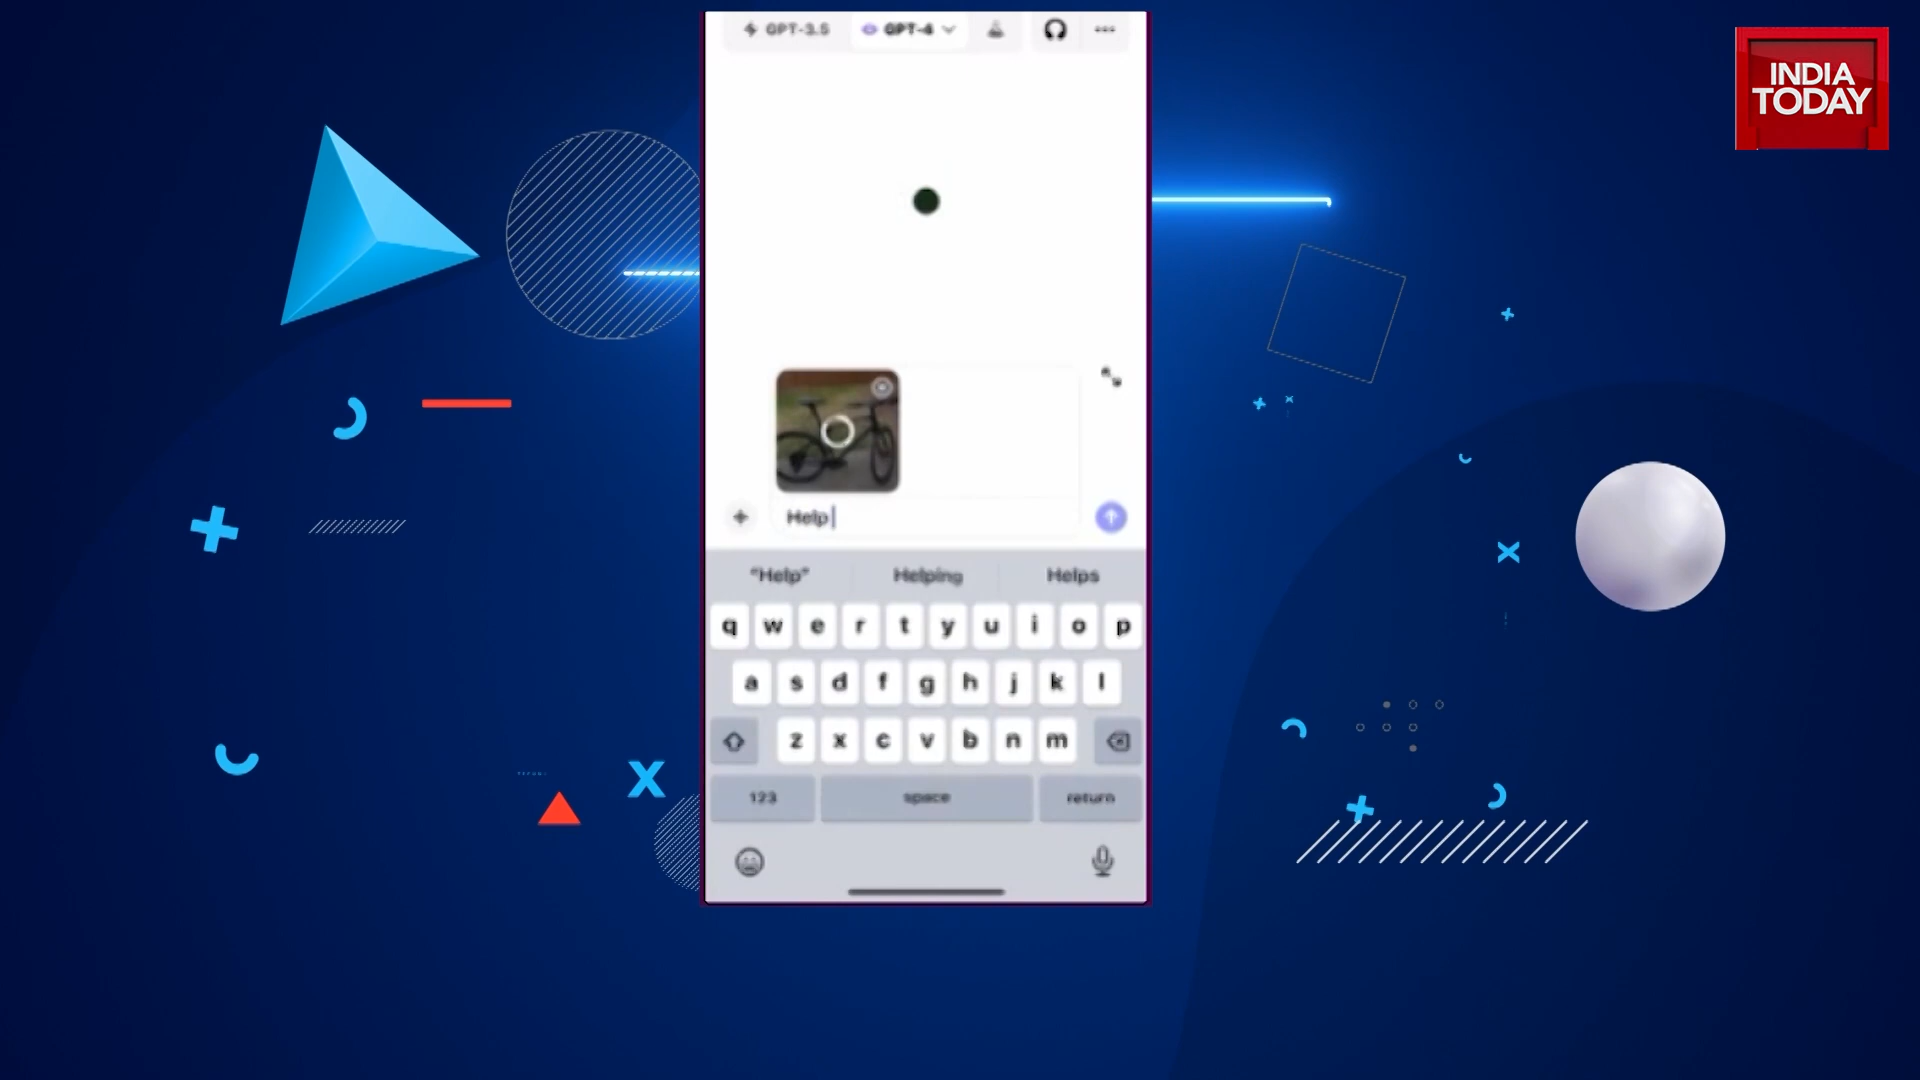 GPT-3.5 GPT-4
INDIA
TODAY
Help
"Help" Helping Helps
q w e r t y u i o p
a s d f g h j k l
z x c v b n m
123 space return